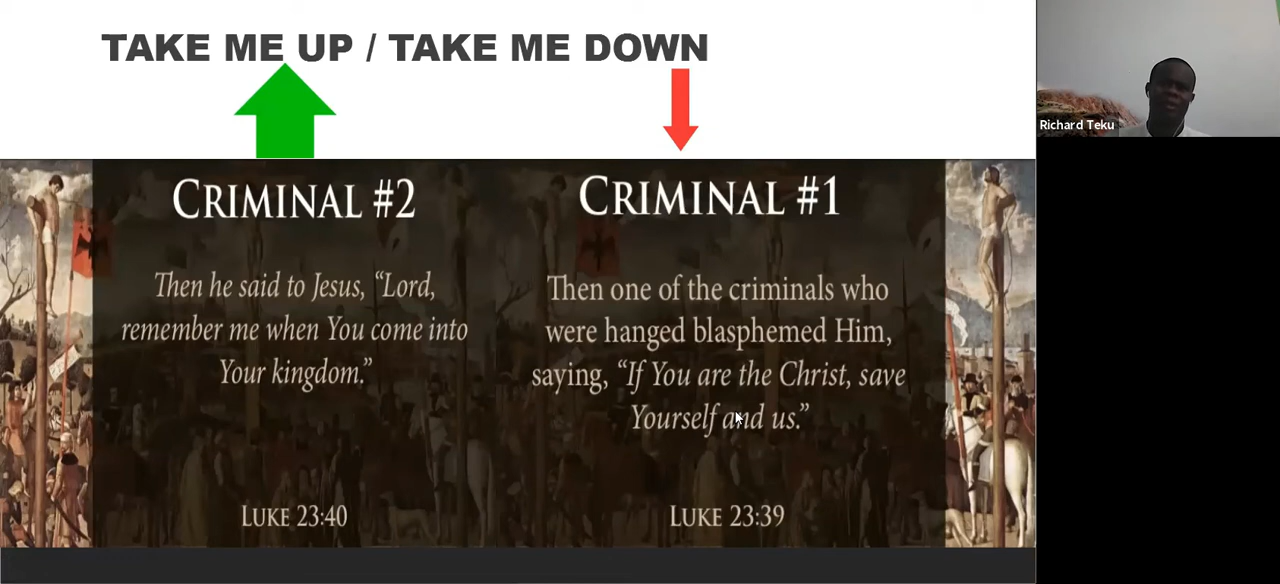 TAKE ME UP / TAKE ME DOWN
CRIMINAL #2
Then he said to Jesus, “Lord,
remember me when You come into
Your kingdom.”
LUKE 23:40
CRIMINAL #1
Then one of the criminals who
were hanged blasphemed Him,
saying, “If You are the Christ, save
Yourself and us.”
LUKE 23:39
Richard Teku